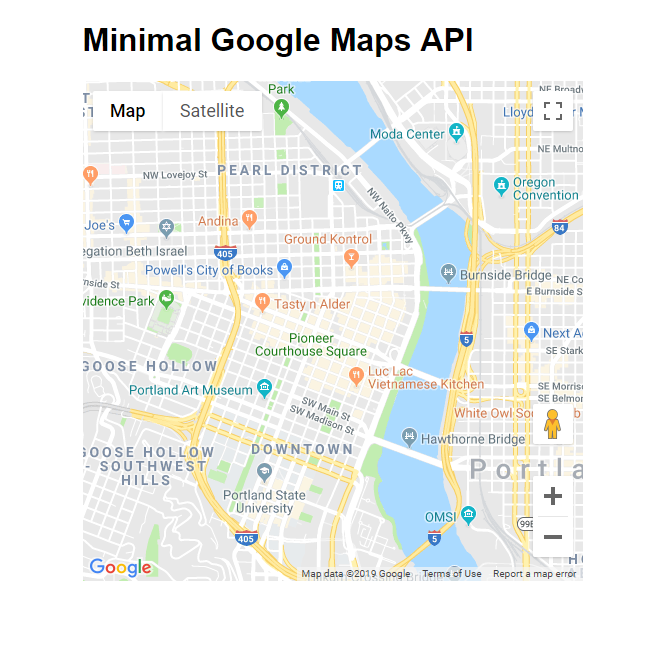 Minimal Google Maps API
Map
Satellite
Park
NE Broadw
Lloyd
Moda Center
NE Multno
PEARL DISTRICT
NW Lovejoy St
Oregon
Convention
NW Naito Pkwy
Joe's
Andina
84
egation Beth Israel
405
Ground Kontrol
Powell's City of Books
Burnside Bridge
NE Co
E Burnside S
nside St
vidence Park
Tasty n Alder
Next A
Pioneer
Courthouse Square
5
SE Stark
GOOSE HOLLOW
Luc Lac
Vietnamese Kitchen
Portland Art Museum
SE Morris
SE Belmor
SW Main St
SW Madison St
White Owl So
b
Hawthorne Bridge
DOWNTOWN
GOOSE HOLLOW
- SOUTHWEST
HILLS
Portla
Portland State
University
OMSI
99E
405
5
Google
Map data ©2019 Google
Terms of Use
Report a map error